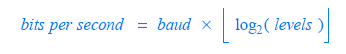 bits per second = baud × ⌊ log₂( levels ) ⌋